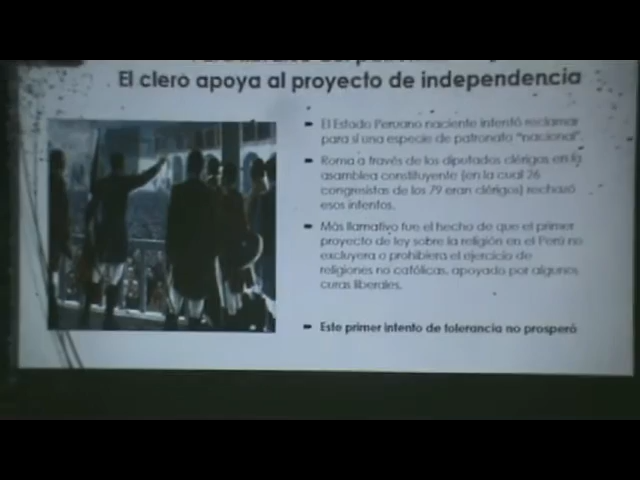 El clero apoya al proyecto de independencia
El Estado Peruano naciente intentó reclamar
para sí una especie de patronato "nacional".
Roma a través de los diputados clérigos en la
asamblea constituyente (en la cual 26
congresistas de los 79 eran clérigos) rechazó
esos intentos.
Más llamativo fue el hecho de que el primer
proyecto de ley sobre la religión en el Perú no
excluyera o prohibiera el ejercicio de
religiones no católicas, apoyado por algunos
curas liberales.
Este primer intento de tolerancia no prosperó